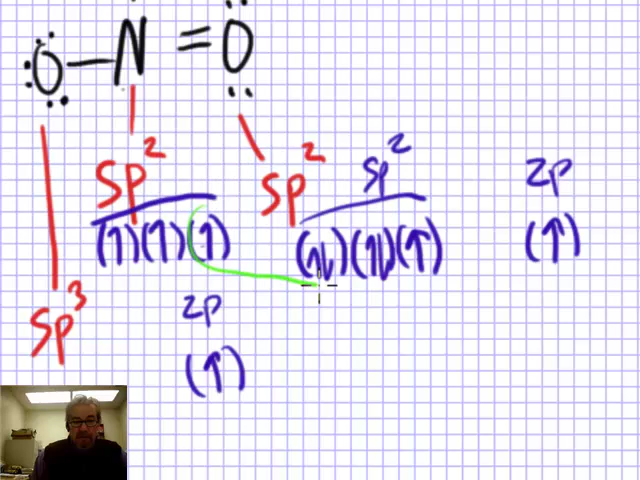 :Ö–N=Ö
sp² sp² sp² 2p
(↑)(↑)(↑) (↑↓)(↑↓)(↑) (↑)
sp³ 2p
(↑)